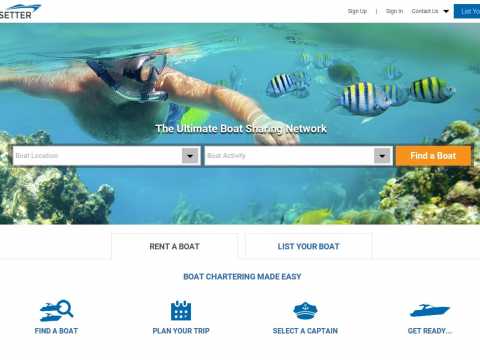 SETTER
Sign Up | Sign In Contact Us List Yo
The Ultimate Boat Sharing Network
Boat Location Boat Activity Find a Boat
RENT A BOAT LIST YOUR BOAT
BOAT CHARTERING MADE EASY
FIND A BOAT PLAN YOUR TRIP SELECT A CAPTAIN GET READY...